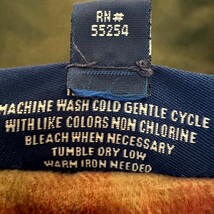 RN#
55254
MACHINE WASH COLD GENTLE CYCLE
WITH LIKE COLORS NON CHLORINE
BLEACH WHEN NECESSARY
TUMBLE DRY LOW
WARM IRON NEEDED